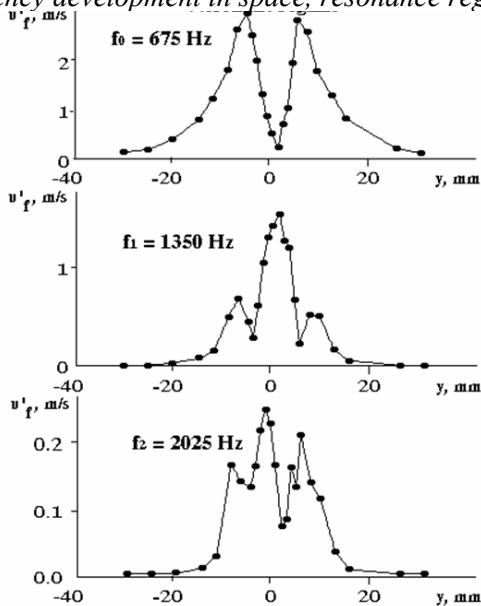 ency development in space, resonance reg
υ'f, m/s
f₀ = 675 Hz
2
1
0
-40 -20 0 20 y, mm
υ'f, m/s
f₁ = 1350 Hz
1
0
-40 -20 0 20 y, mm
υ'f, m/s
f₂ = 2025 Hz
0.2
0.1
0.0
-40 -20 0 20 y, mm